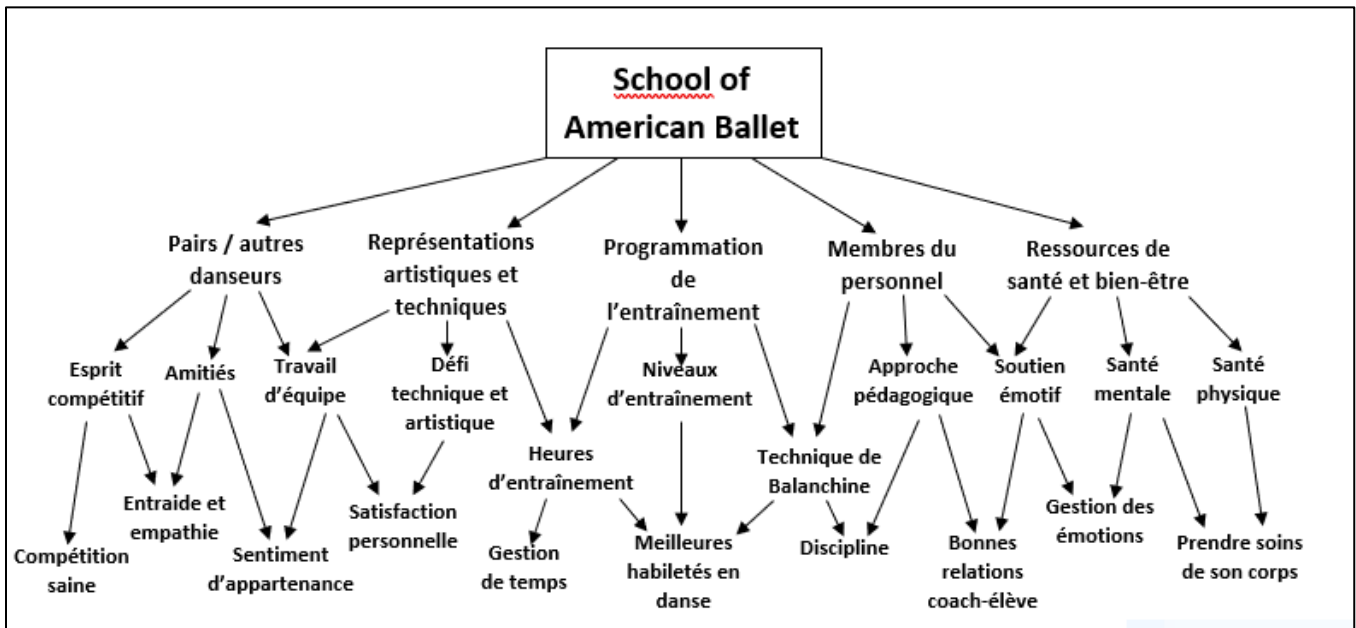 School of
American Ballet
Pairs / autres
danseurs
Représentations
artistiques et
techniques
Programmation
de
l'entraînement
Membres du
personnel
Ressources de
santé et bien-être
Esprit
compétitif
Amitiés
Travail
d'équipe
Défi
technique et
artistique
Niveaux
d'entraînement
Approche
pédagogique
Soutien
émotif
Santé
mentale
Santé
physique
Heures
d'entraînement
Technique de
Balanchine
Entraide et
empathie
Satisfaction
personnelle
Gestion des
émotions
Compétition
saine
Sentiment
d'appartenance
Gestion
de temps
Meilleures
habiletés en
danse
Discipline
Bonnes
relations
coach-élève
Prendre soins
de son corps